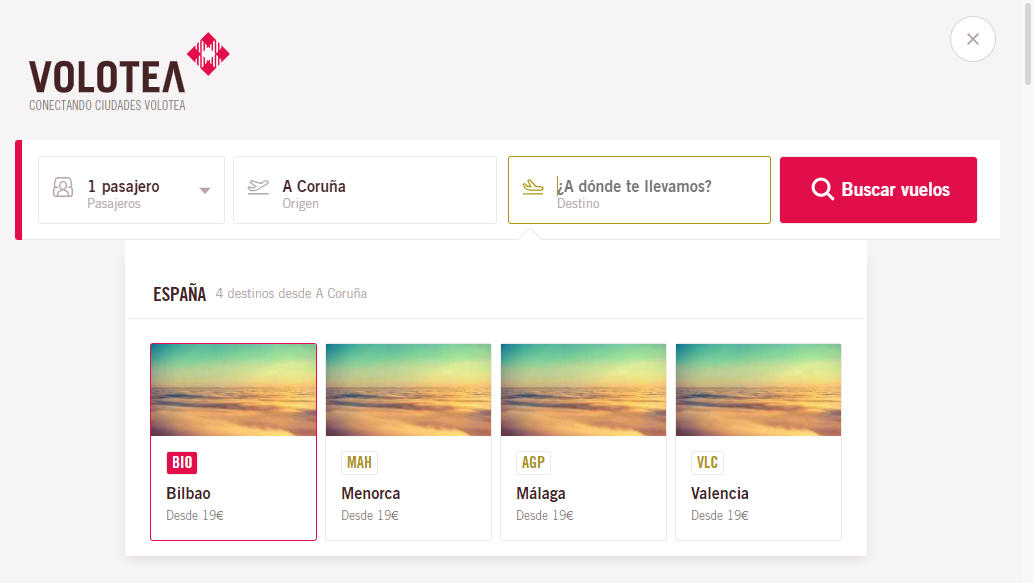 VOLOTEA
CONECTANDO CIUDADES VOLOTEA
1 pasajero
Pasajeros
A Coruña
Origen
¿A dónde te llevamos?
Destino
Buscar vuelos
ESPAÑA 4 destinos desde A Coruña
BIO
Bilbao
Desde 19€
MAH
Menorca
Desde 19€
AGP
Málaga
Desde 19€
VLC
Valencia
Desde 19€